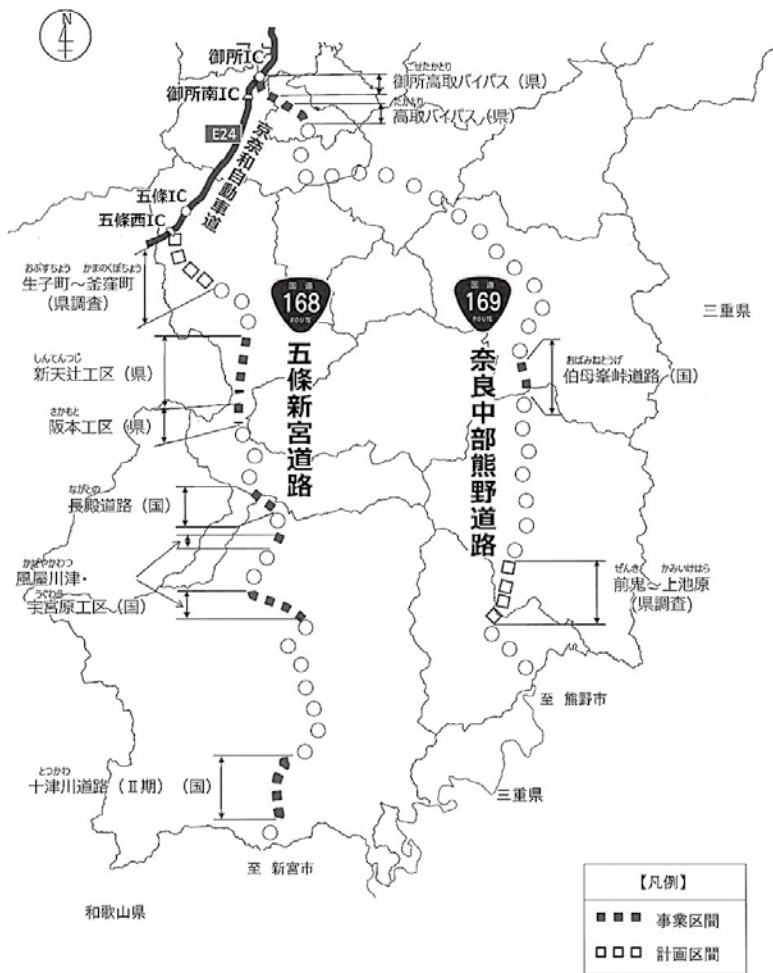 N
御所IC
御所南IC
E24
京奈和自動車道
五條IC
五條西IC
ごせたかとり
御所高取バイパス（県）
たかとり
高取バイパス（県）
おぶすちょう　かまのくぼちょう
生子町～釜窪町
（県調査）
国道
168
ROUTE
五條新宮道路
国道
169
ROUTE
奈良中部熊野道路
三重県
しんてんつじ
新天辻工区（県）
さかもと
阪本工区（県）
おばみねとうげ
伯母峯峠道路（国）
ながとの
長殿道路（国）
かぜやかわつ
風屋川津・
うぐわら
宇宮原工区（国）
ぜんき　かみいけはら
前鬼～上池原
（県調査）
至 熊野市
とつかわ
十津川道路（Ⅱ期）（国）
三重県
至 新宮市
和歌山県
【凡例】
事業区間
計画区間